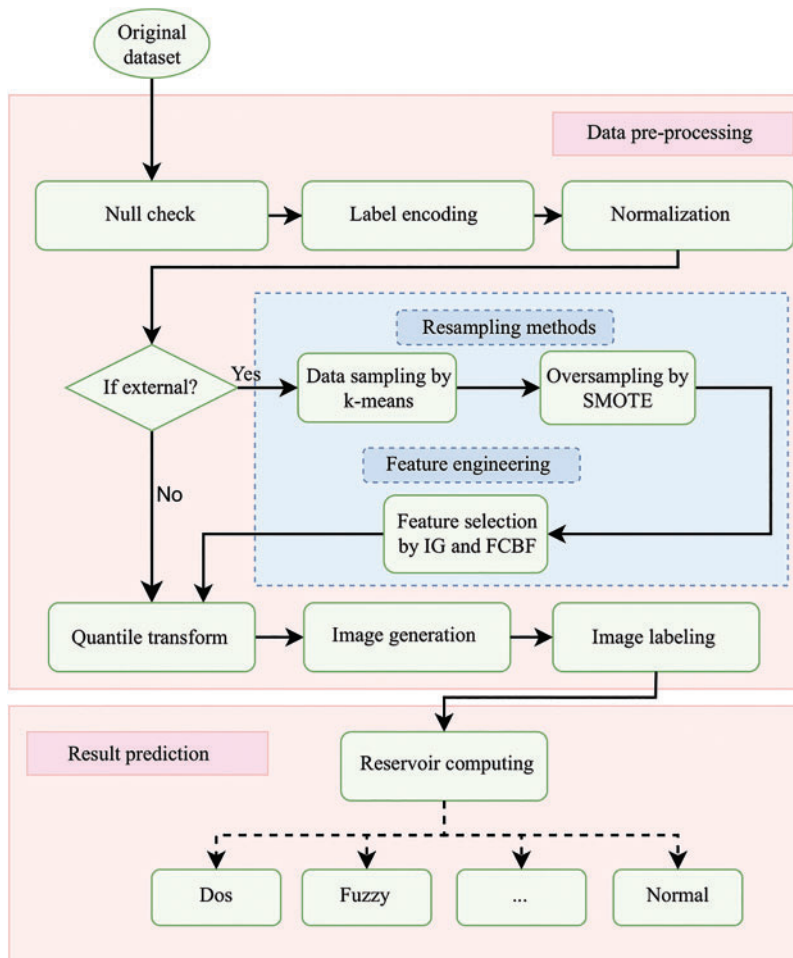 Original
dataset
Data pre-processing
Null check
Label encoding
Normalization
Resampling methods
If external?
Yes
Data sampling by
k-means
Oversampling by
SMOTE
Feature engineering
No
Feature selection
by IG and FCBF
Quantile transform
Image generation
Image labeling
Result prediction
Reservoir computing
Dos
Fuzzy
...
Normal